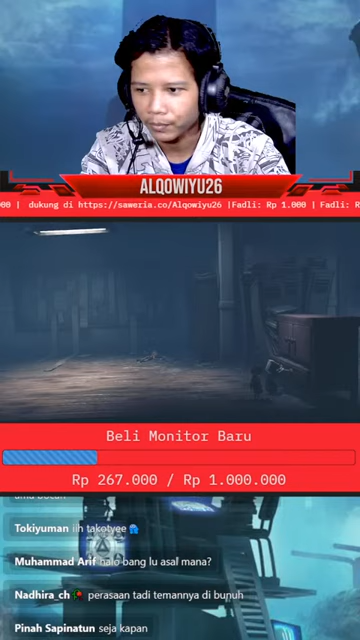 ALQOWIYU26
000 | dukung di https://saweria.co/Alqowiyu26 |Fadli: Rp 1.000 | Fadli: R
Beli Monitor Baru
Rp 267.000 / Rp 1.000.000
Tokiyuman iih takotyee
Muhammad Arif halo bang lu asal mana?
Nadhira_ch perasaan tadi temannya di bunuh
Pinah Sapinatun seja kapan